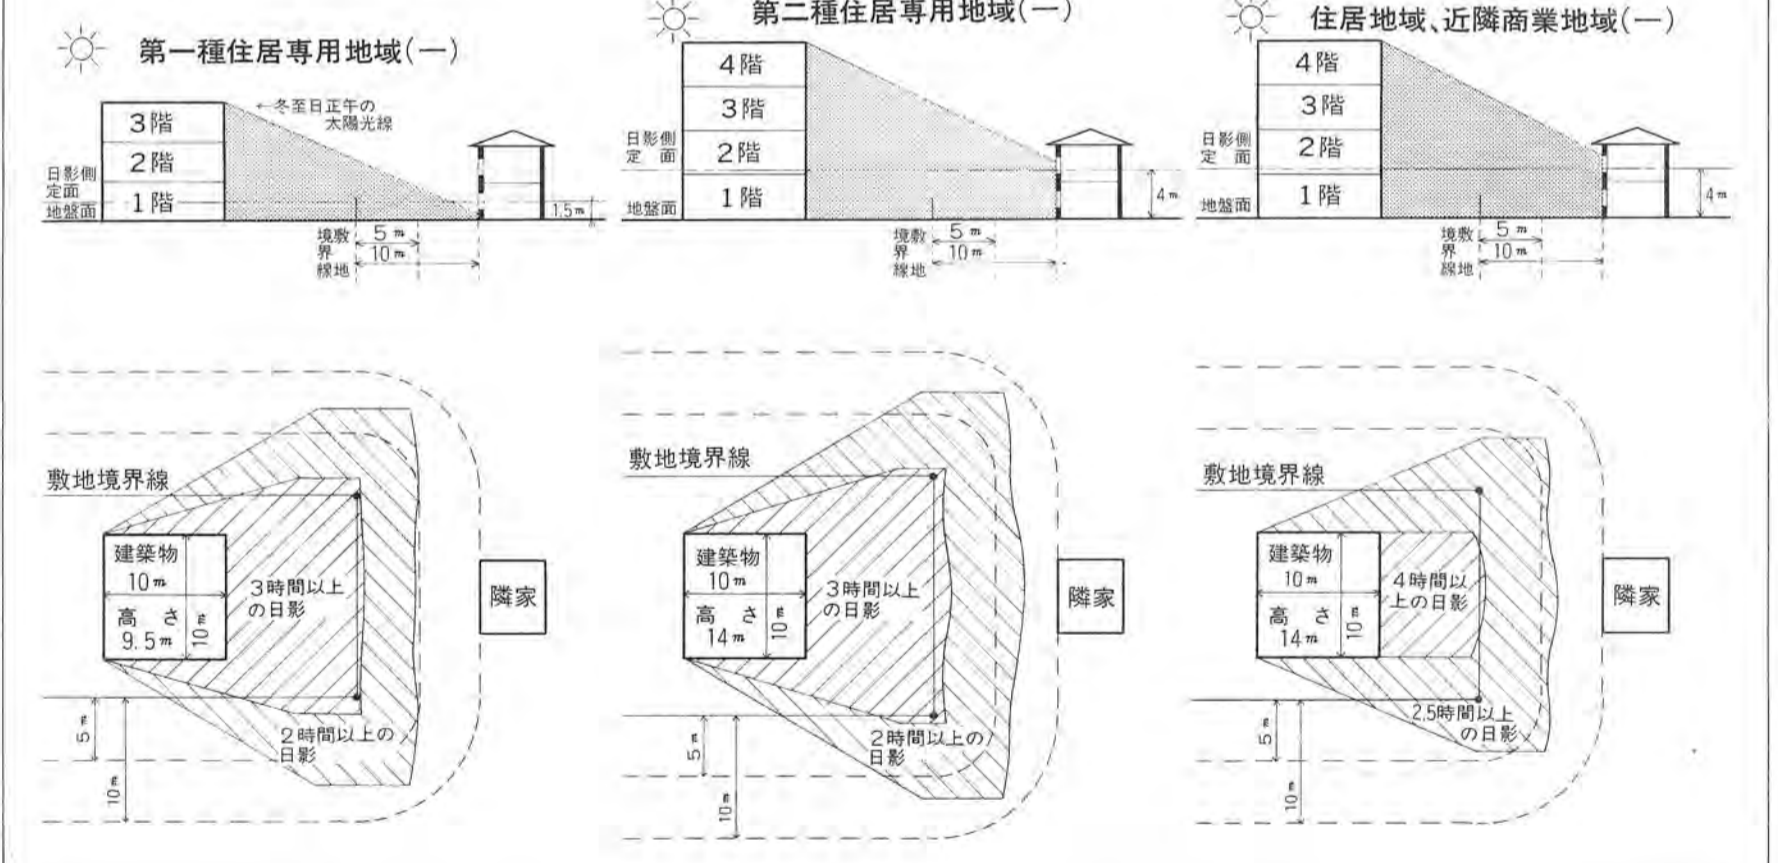 第一種住居専用地域(一)
←冬至日正午の
太陽光線
3階
2階
1階
日影側
定面
地盤面
1.5m
境敷
界
線地
5m
10m
敷地境界線
建築物
10m
高さ
9.5m
10m
3時間以上
の日影
2時間以上の
日影
5m
10m
隣家
第二種住居専用地域(一)
4階
3階
2階
1階
日影側
定面
地盤面
4m
境敷
界
線地
5m
10m
敷地境界線
建築物
10m
高さ
14m
10m
3時間以上
の日影
2時間以上の
日影
5m
10m
隣家
住居地域、近隣商業地域(一)
4階
3階
2階
1階
日影側
定面
地盤面
4m
境敷
界
線地
5m
10m
敷地境界線
建築物
10m
高さ
14m
10m
4時間以
上の日影
2.5時間以上
の日影
5m
10m
隣家